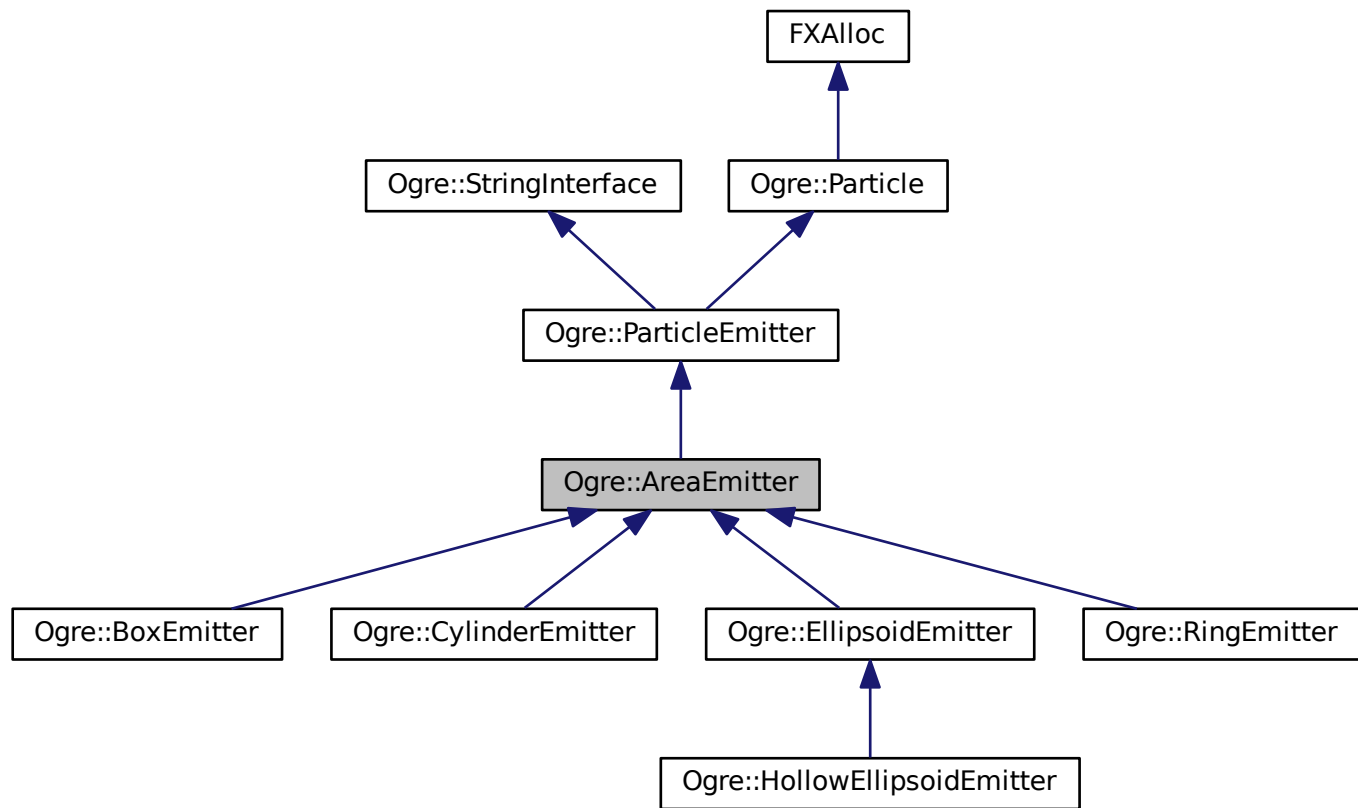 FXAlloc
Ogre::StringInterface
Ogre::Particle
Ogre::ParticleEmitter
Ogre::AreaEmitter
Ogre::BoxEmitter
Ogre::CylinderEmitter
Ogre::EllipsoidEmitter
Ogre::RingEmitter
Ogre::HollowEllipsoidEmitter